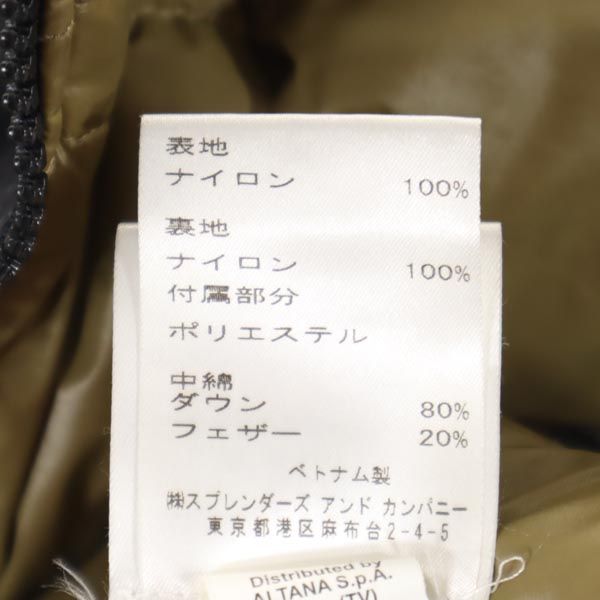 表地
ナイロン 100%
裏地
ナイロン 100%
付属部分
ポリエステル
中綿
ダウン 80%
フェザー 20%
ベトナム製
㈱スプレンダーズ アンド カンパニー
東京都港区麻布台2-4-5
Distributed by
ALTANA S.p.A.
(TV)